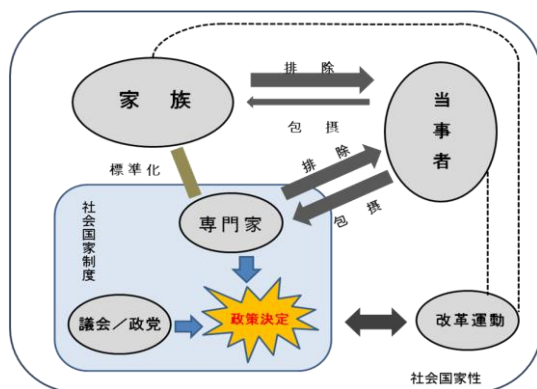 排除
家族
包摂
当事者
標準化
排除
包摂
社会国家制度
専門家
議会／政党
政策決定
改革運動
社会国家性